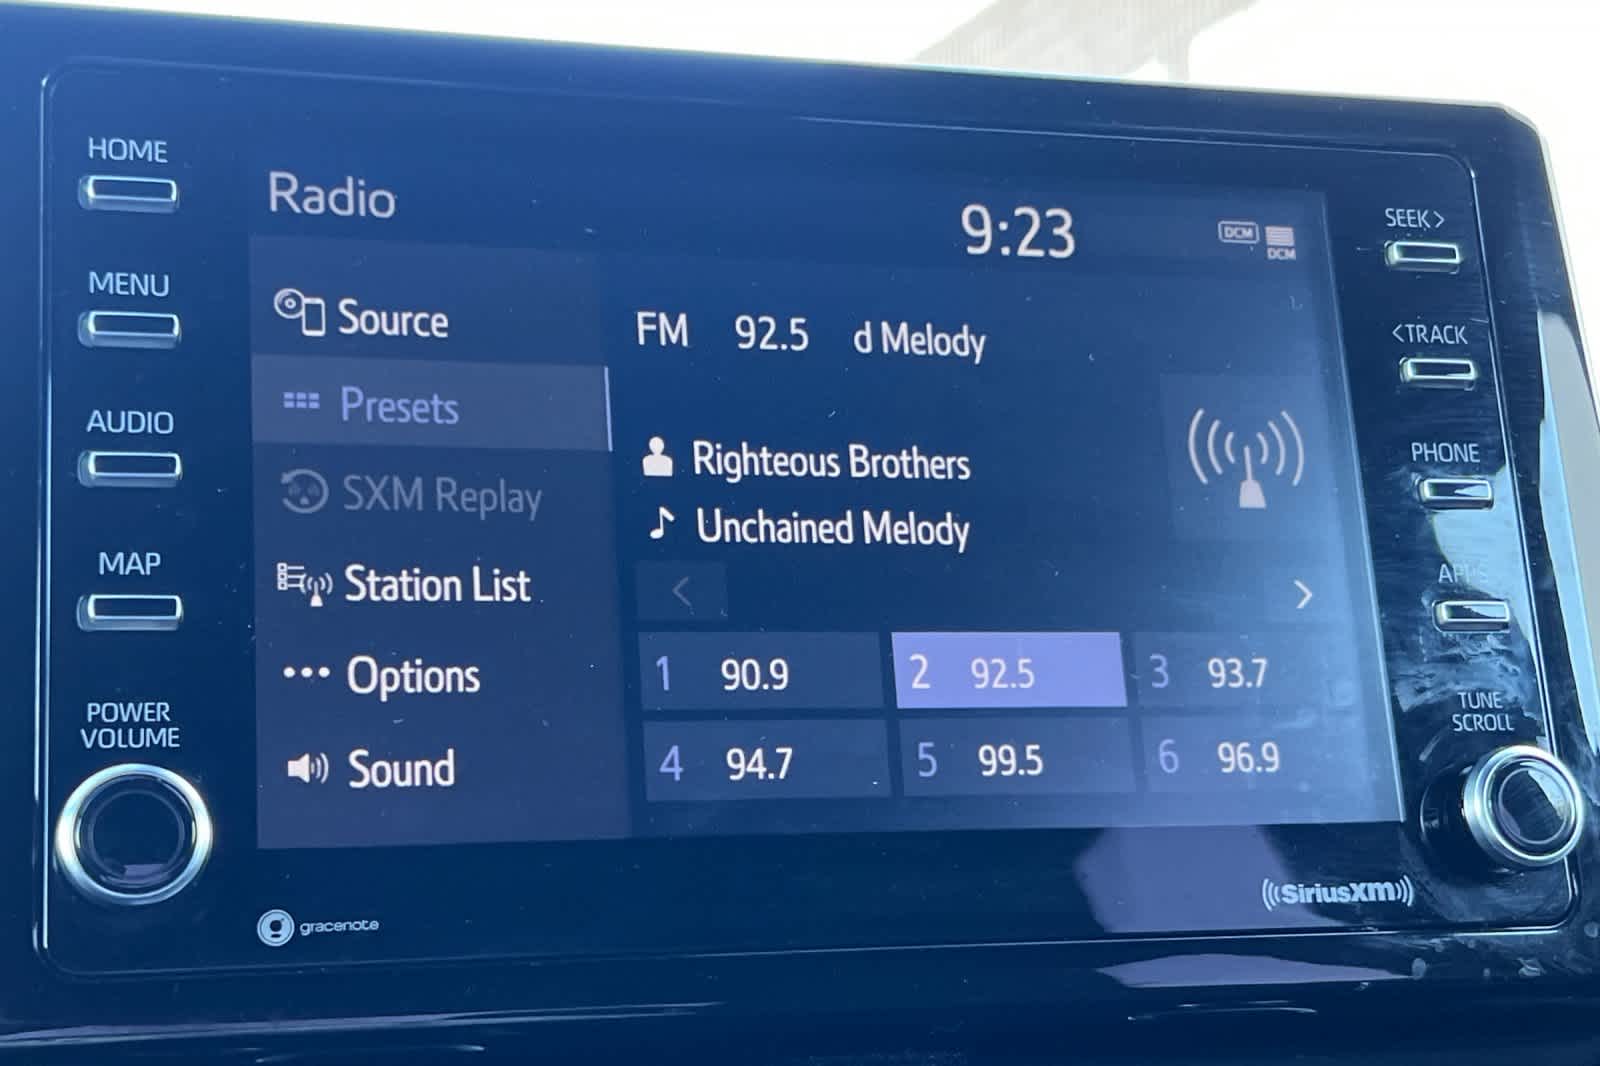 HOME
MENU
AUDIO
MAP
POWER
VOLUME
Radio
9:23
DCM
DCM
Source
Presets
SXM Replay
Station List
Options
Sound
FM 92.5 d Melody
Righteous Brothers
Unchained Melody
< >
1 90.9 2 92.5 3 93.7
4 94.7 5 99.5 6 96.9
SEEK>
<TRACK
PHONE
APPS
TUNE
SCROLL
gracenote
((SiriusXM))